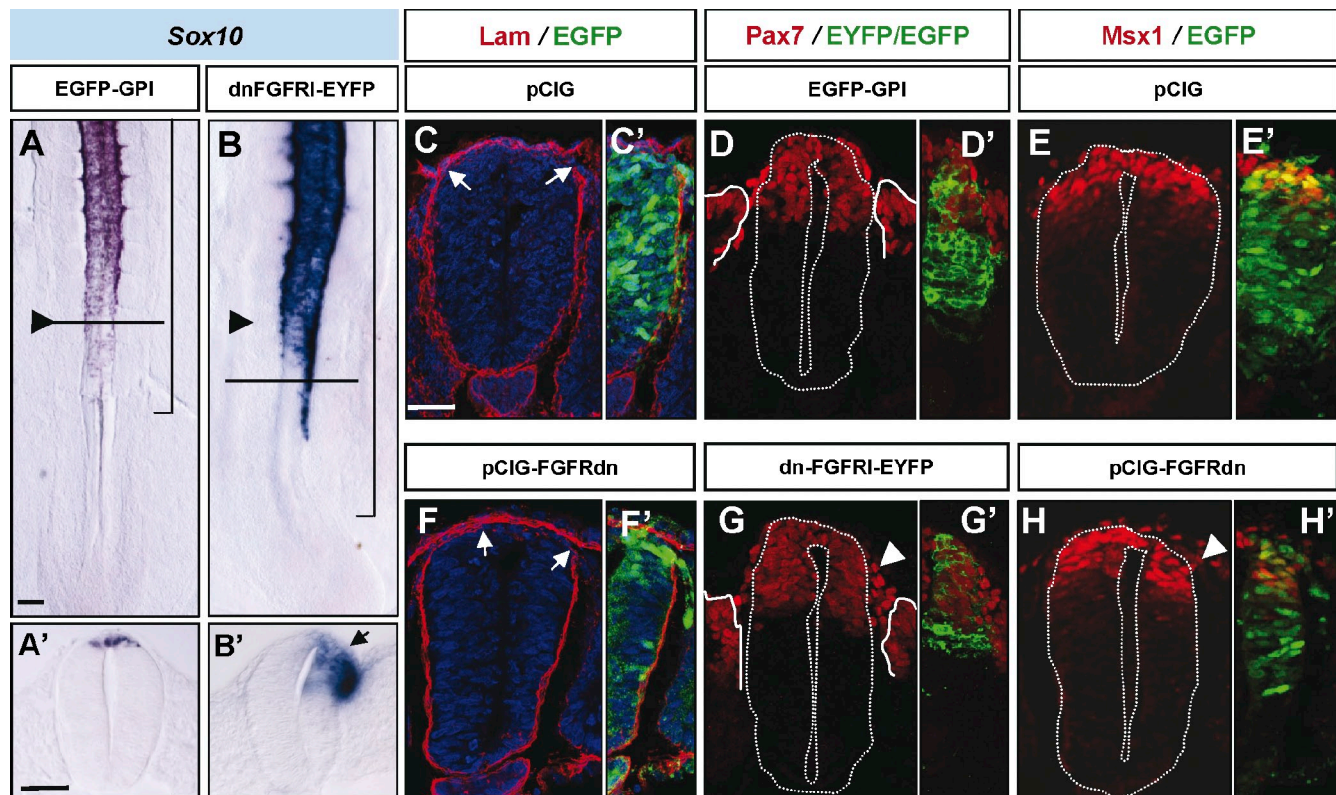 Sox10
Lam / EGFP
Pax7 / EYFP/EGFP
Msx1 / EGFP
EGFP-GPI
dnFGFRI-EYFP
pCIG
EGFP-GPI
pCIG
A
B
C
C'
D
D'
E
E'
pCIG-FGFRdn
dn-FGFRI-EYFP
pCIG-FGFRdn
F
F'
G
G'
H
H'
A'
B'